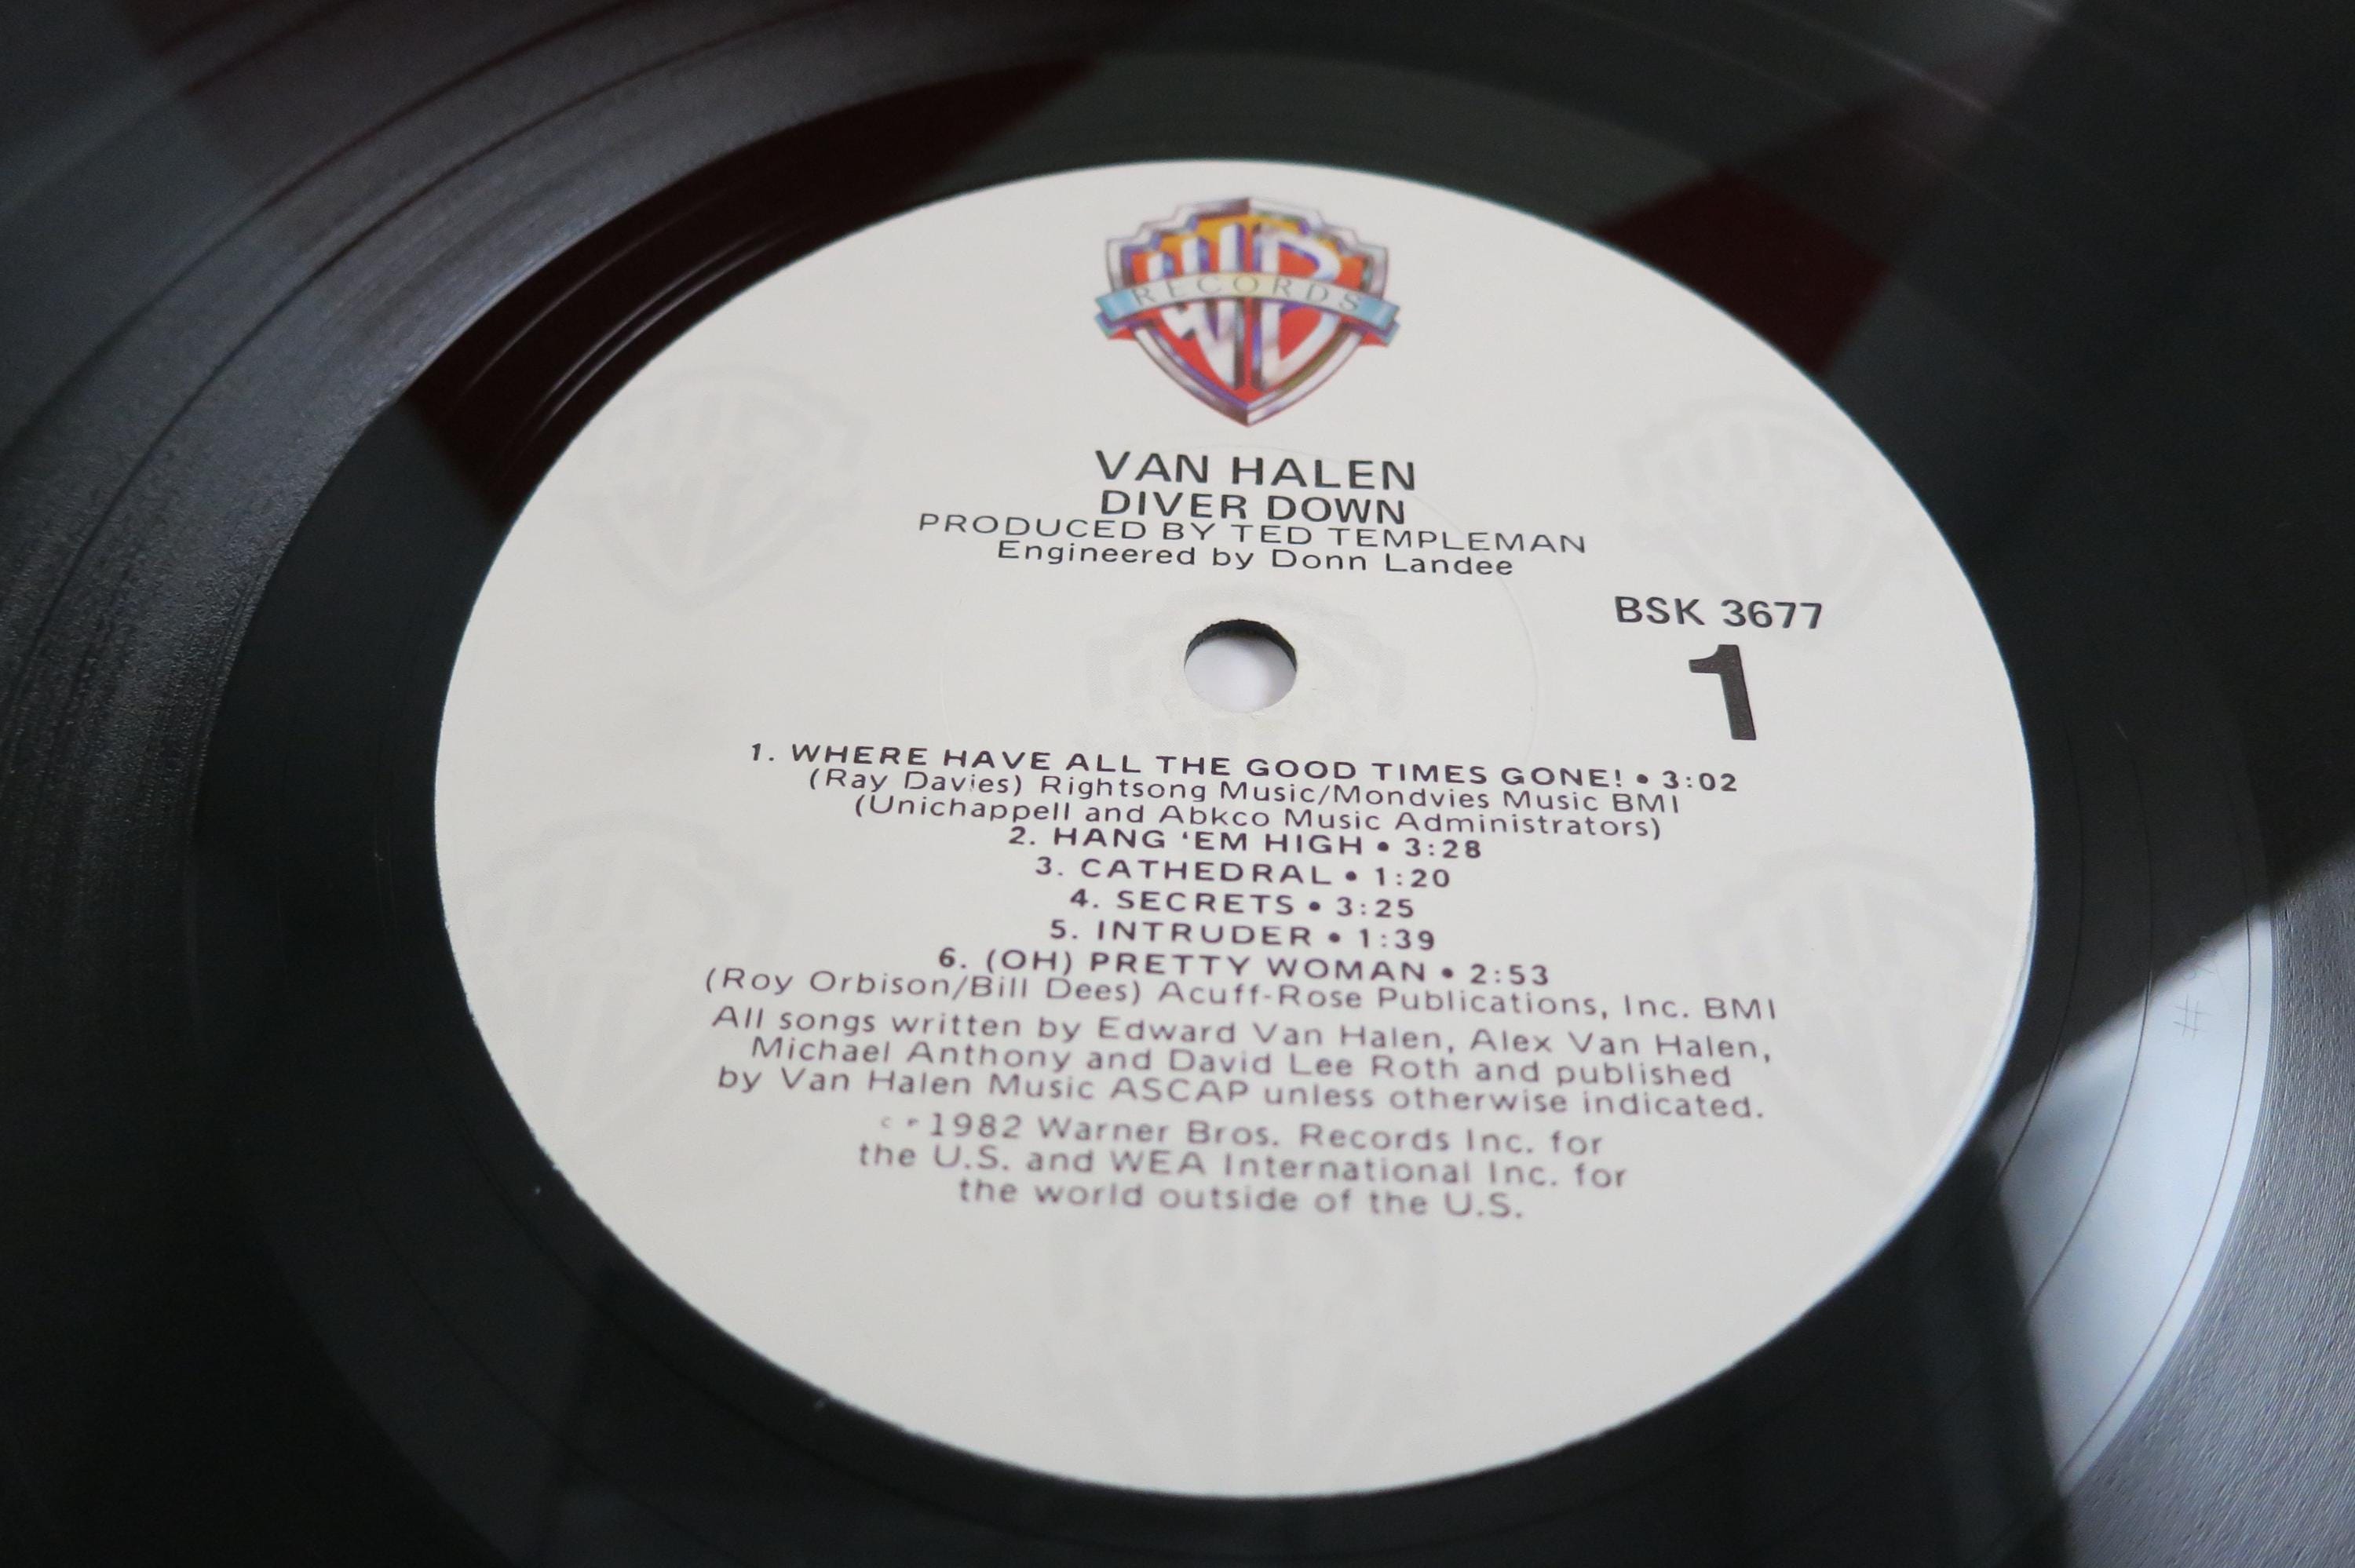 WB
RECORDS
VAN HALEN
DIVER DOWN
PRODUCED BY TED TEMPLEMAN
Engineered by Donn Landee
BSK 3677
1
1. WHERE HAVE ALL THE GOOD TIMES GONE! • 3:02
(Ray Davies) Rightsong Music/Mondvies Music BMI
(Unichappell and Abkco Music Administrators)
2. HANG 'EM HIGH • 3:28
3. CATHEDRAL • 1:20
4. SECRETS • 3:25
5. INTRUDER • 1:39
6. (OH) PRETTY WOMAN • 2:53
(Roy Orbison/Bill Dees) Acuff-Rose Publications, Inc. BMI
All songs written by Edward Van Halen, Alex Van Halen,
Michael Anthony and David Lee Roth and published
by Van Halen Music ASCAP unless otherwise indicated.
1982 Warner Bros. Records Inc. for
the U.S. and WEA International Inc. for
the world outside of the U.S.